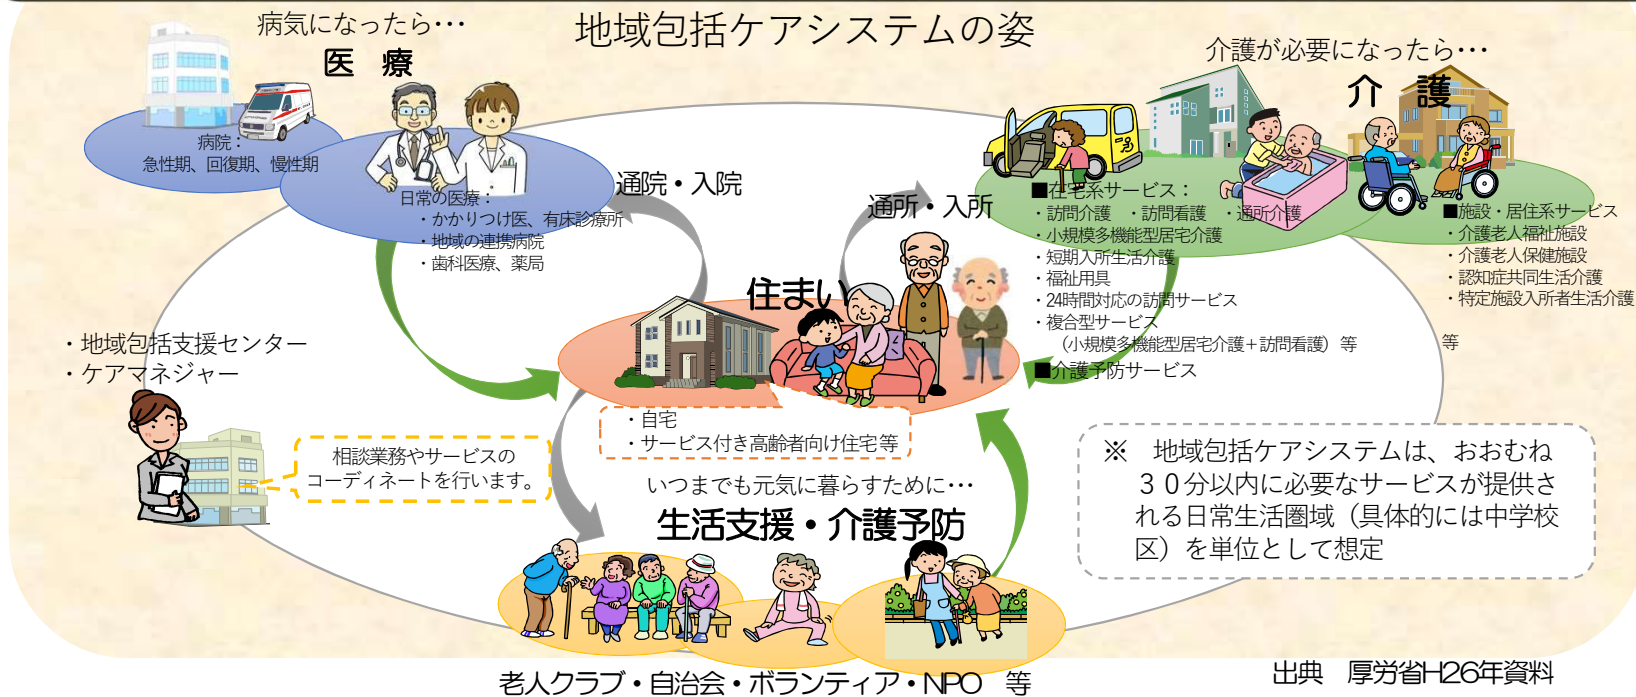 地域包括ケアシステムの姿
病気になったら･･･
医　療
病院：
急性期、回復期、慢性期
日常の医療：
・かかりつけ医、有床診療所
・地域の連携病院
・歯科医療、薬局
通院・入院
通所・入所
介護が必要になったら･･･
介　護
■在宅系サービス：
・訪問介護　・訪問看護　・通所介護
・小規模多機能型居宅介護
・短期入所生活介護
・福祉用具
・24時間対応の訪問サービス
・複合型サービス
（小規模多機能型居宅介護＋訪問看護）等
■介護予防サービス
■施設・居住系サービス
・介護老人福祉施設
・介護老人保健施設
・認知症共同生活介護
・特定施設入所者生活介護
等
住まい
・自宅
・サービス付き高齢者向け住宅等
・地域包括支援センター
・ケアマネジャー
相談業務やサービスの
コーディネートを行います。
いつまでも元気に暮らすために･･･
生活支援・介護予防
老人クラブ・自治会・ボランティア・NPO　等
※　地域包括ケアシステムは、おおむね
３０分以内に必要なサービスが提供さ
れる日常生活圏域（具体的には中学校
区）を単位として想定
出典　厚労省H26年資料